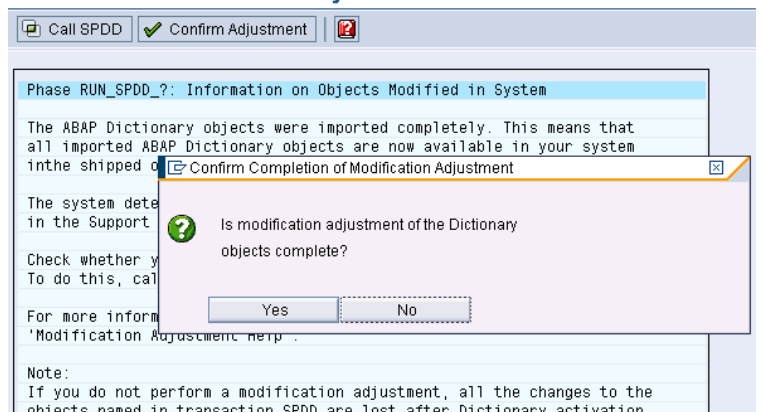 Call SPDD Confirm Adjustment
Phase RUN_SPDD_?: Information on Objects Modified in System
The ABAP Dictionary objects were imported completely. This means that
all imported ABAP Dictionary objects are now available in your system
inthe shipped
Confirm Completion of Modification Adjustment
The system dete
in the Support
Is modification adjustment of the Dictionary
objects complete?
Check whether y
To do this, cal
Yes No
For more inform
'Modification Adjustment Help'.
Note:
If you do not perform a modification adjustment, all the changes to the
objects named in transaction SPDD are lost after Dictionary activation